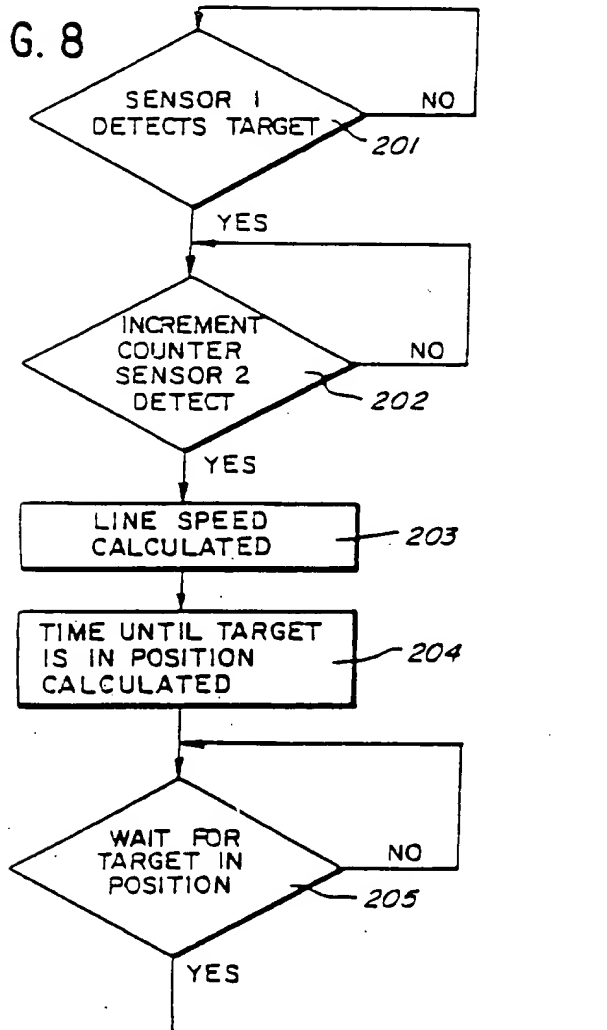 G. 8
SENSOR 1
DETECTS TARGET
NO
201
YES
INCREMENT
COUNTER
SENSOR 2
DETECT
NO
202
YES
LINE SPEED
CALCULATED
203
TIME UNTIL TARGET
IS IN POSITION
CALCULATED
204
WAIT FOR
TARGET IN
POSITION
NO
205
YES